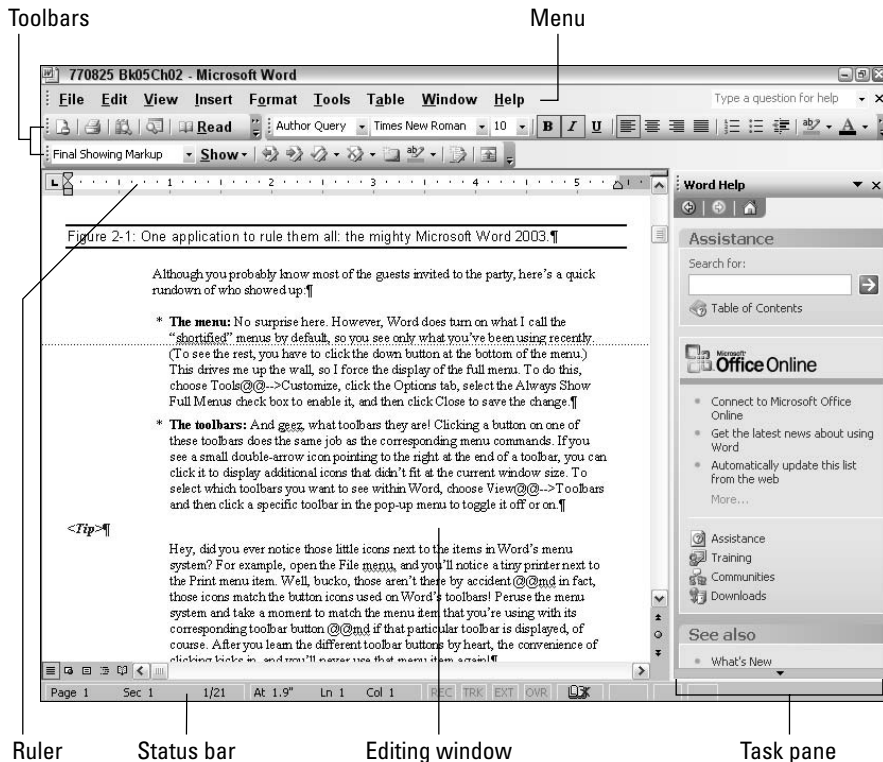 Toolbars
Menu
770825 Bk05Ch02 - Microsoft Word
File Edit View Insert Format Tools Table Window Help
Type a question for help
Read
Author Query
Times New Roman
10
B I U
Final Showing Markup
Show
1 2 3 4 5
Word Help
Figure 2-1: One application to rule them all: the mighty Microsoft Word 2003.¶
Although you probably know most of the guests invited to the party, here's a quick
rundown of who showed up:¶
* The menu: No surprise here. However, Word does turn on what I call the
"shortified" menus by default, so you see only what you've been using recently.
(To see the rest, you have to click the down button at the bottom of the menu.)
This drives me up the wall, so I force the display of the full menu. To do this,
choose Tools@@-->Customize, click the Options tab, select the Always Show
Full Menus check box to enable it, and then click Close to save the change.¶
* The toolbars: And geez, what toolbars they are! Clicking a button on one of
these toolbars does the same job as the corresponding menu commands. If you
see a small double-arrow icon pointing to the right at the end of a toolbar, you can
click it to display additional icons that didn't fit at the current window size. To
select which toolbars you want to see within Word, choose View@@-->Toolbars
and then click a specific toolbar in the pop-up menu to toggle it off or on.¶
<Tip>¶
Hey, did you ever notice those little icons next to the items in Word's menu
system? For example, open the File menu, and you'll notice a tiny printer next to
the Print menu item. Well, bucko, those aren't there by accident@@md in fact,
those icons match the button icons used on Word's toolbars! Peruse the menu
system and take a moment to match the menu item that you're using with its
corresponding toolbar button @@md if that particular toolbar is displayed, of
course. After you learn the different toolbar buttons by heart, the convenience of
clicking kicks in, and you'll never use that menu item again!¶
Assistance
Search for:
Table of Contents
Microsoft
Office Online
Connect to Microsoft Office
Online
Get the latest news about using
Word
Automatically update this list
from the web
More...
Assistance
Training
Communities
Downloads
See also
What's New
Page 1 Sec 1 1/21 At 1.9" Ln 1 Col 1 REC TRK EXT OVR
Ruler
Status bar
Editing window
Task pane